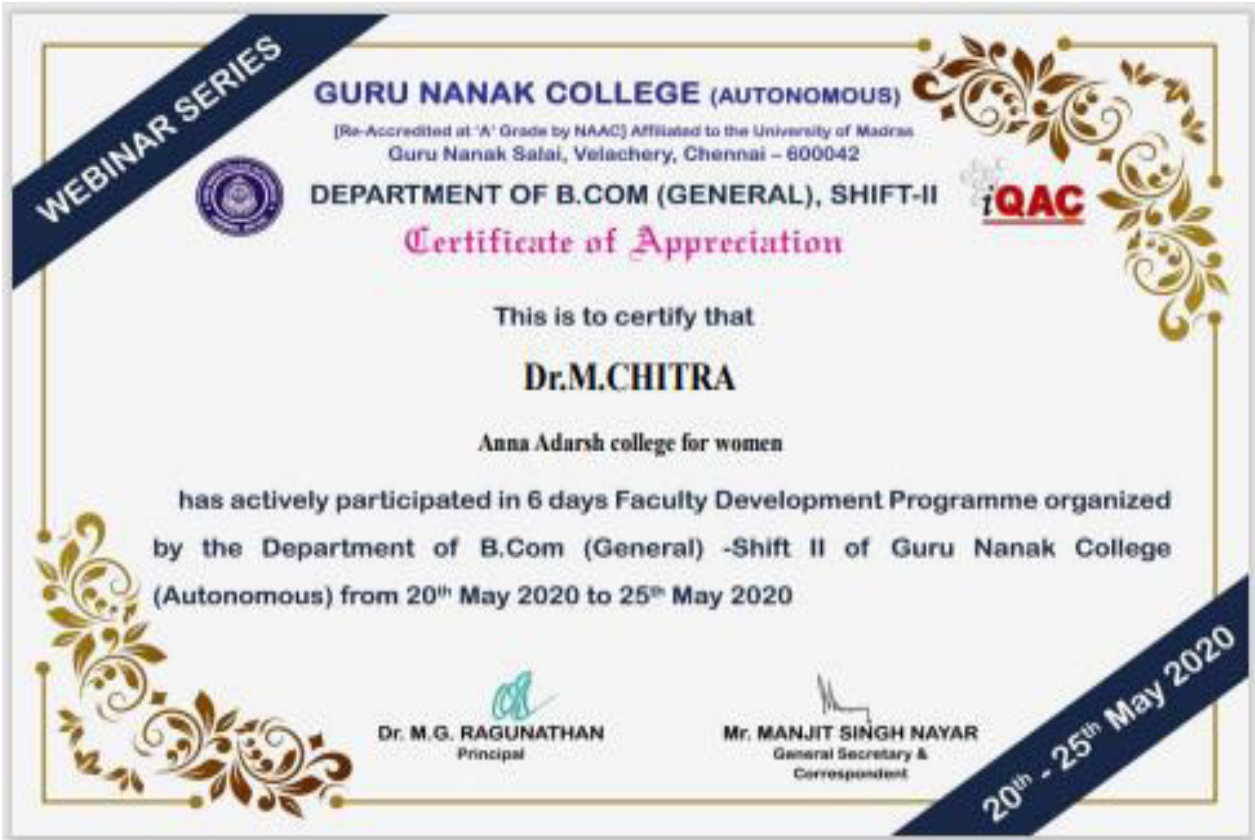 WEBINAR SERIES
GURU NANAK COLLEGE (AUTONOMOUS)
[Re-Accredited at 'A' Grade by NAAC] Affiliated to the University of Madras
Guru Nanak Salai, Velachery, Chennai – 600042
DEPARTMENT OF B.COM (GENERAL), SHIFT-II
iQAC
Certificate of Appreciation
This is to certify that
Dr.M.CHITRA
Anna Adarsh college for women
has actively participated in 6 days Faculty Development Programme organized
by the Department of B.Com (General) -Shift II of Guru Nanak College
(Autonomous) from 20th May 2020 to 25th May 2020
Dr. M.G. RAGUNATHAN
Principal
Mr. MANJIT SINGH NAYAR
General Secretary &
Correspondent
20th - 25th May 2020